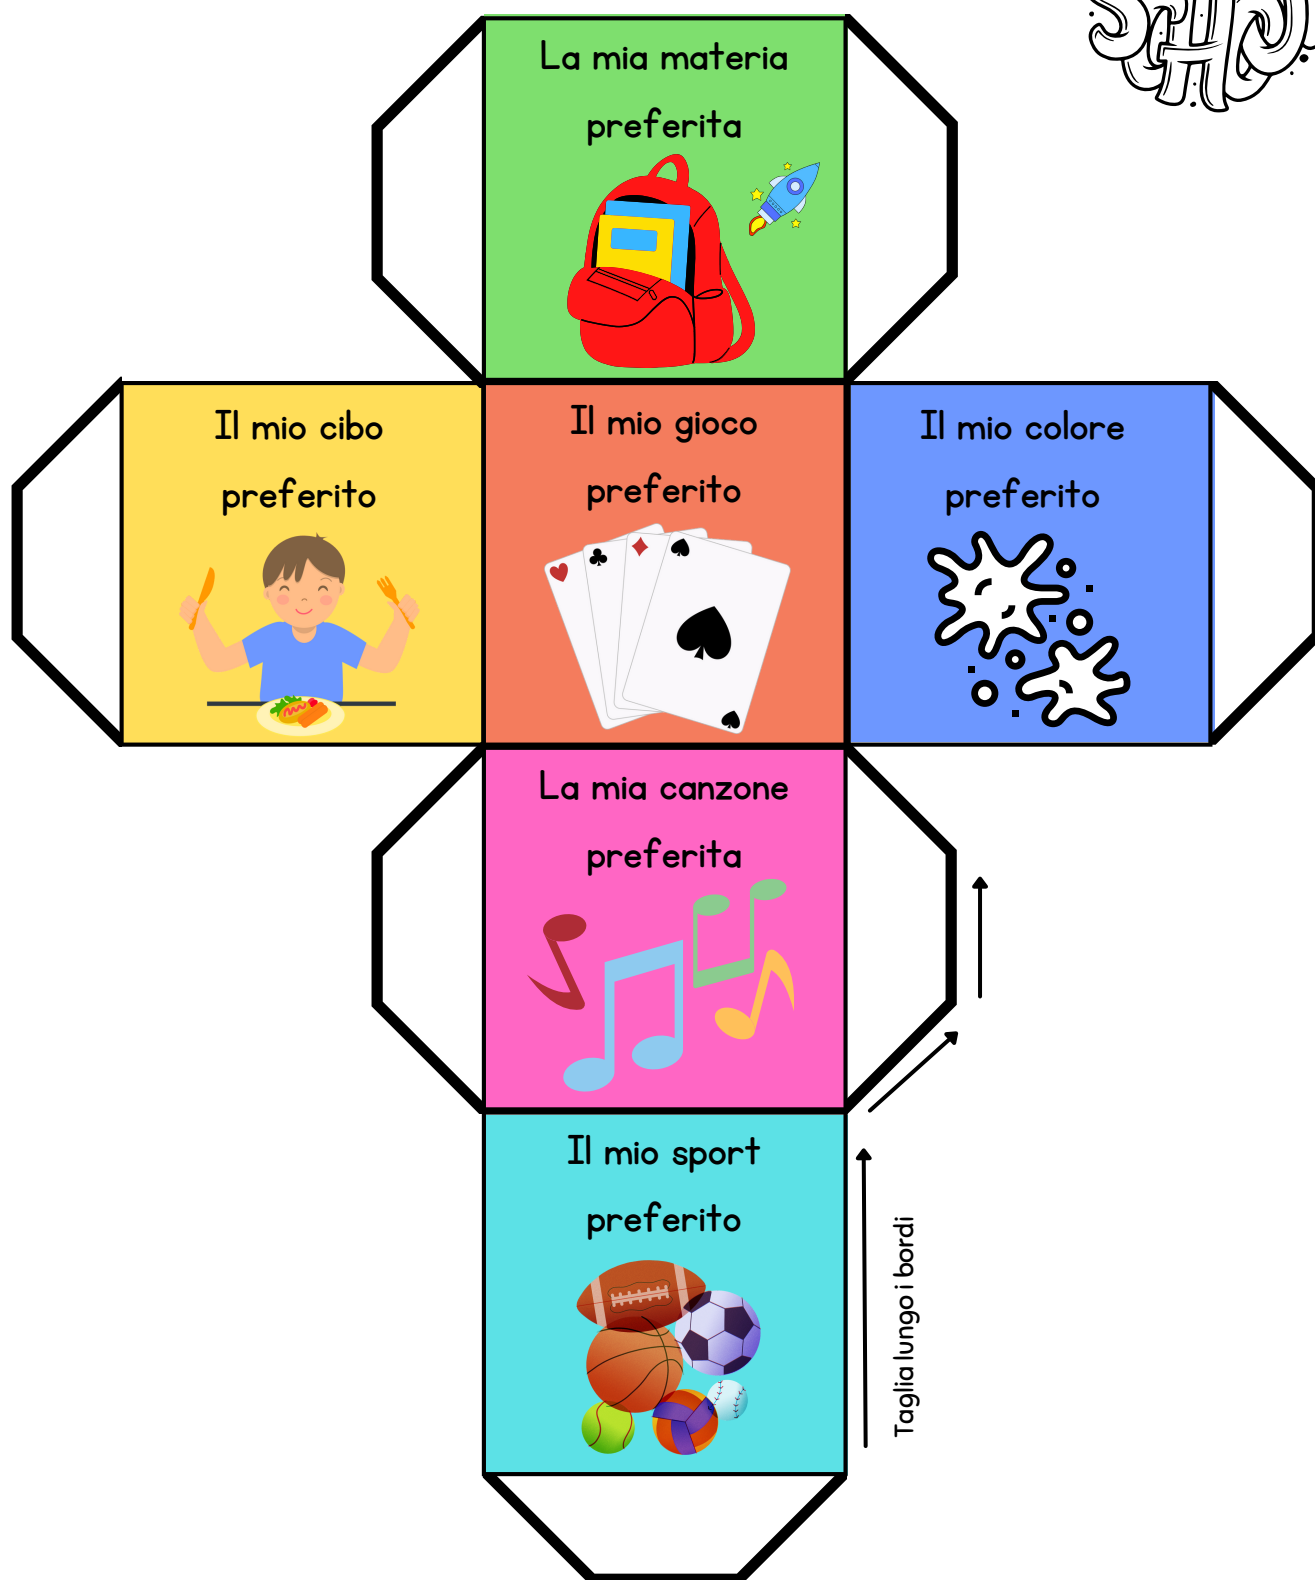 La mia materia
preferita
Il mio cibo
preferito
Il mio gioco
preferito
Il mio colore
preferito
La mia canzone
preferita
Il mio sport
preferito
Taglia lungo i bordi